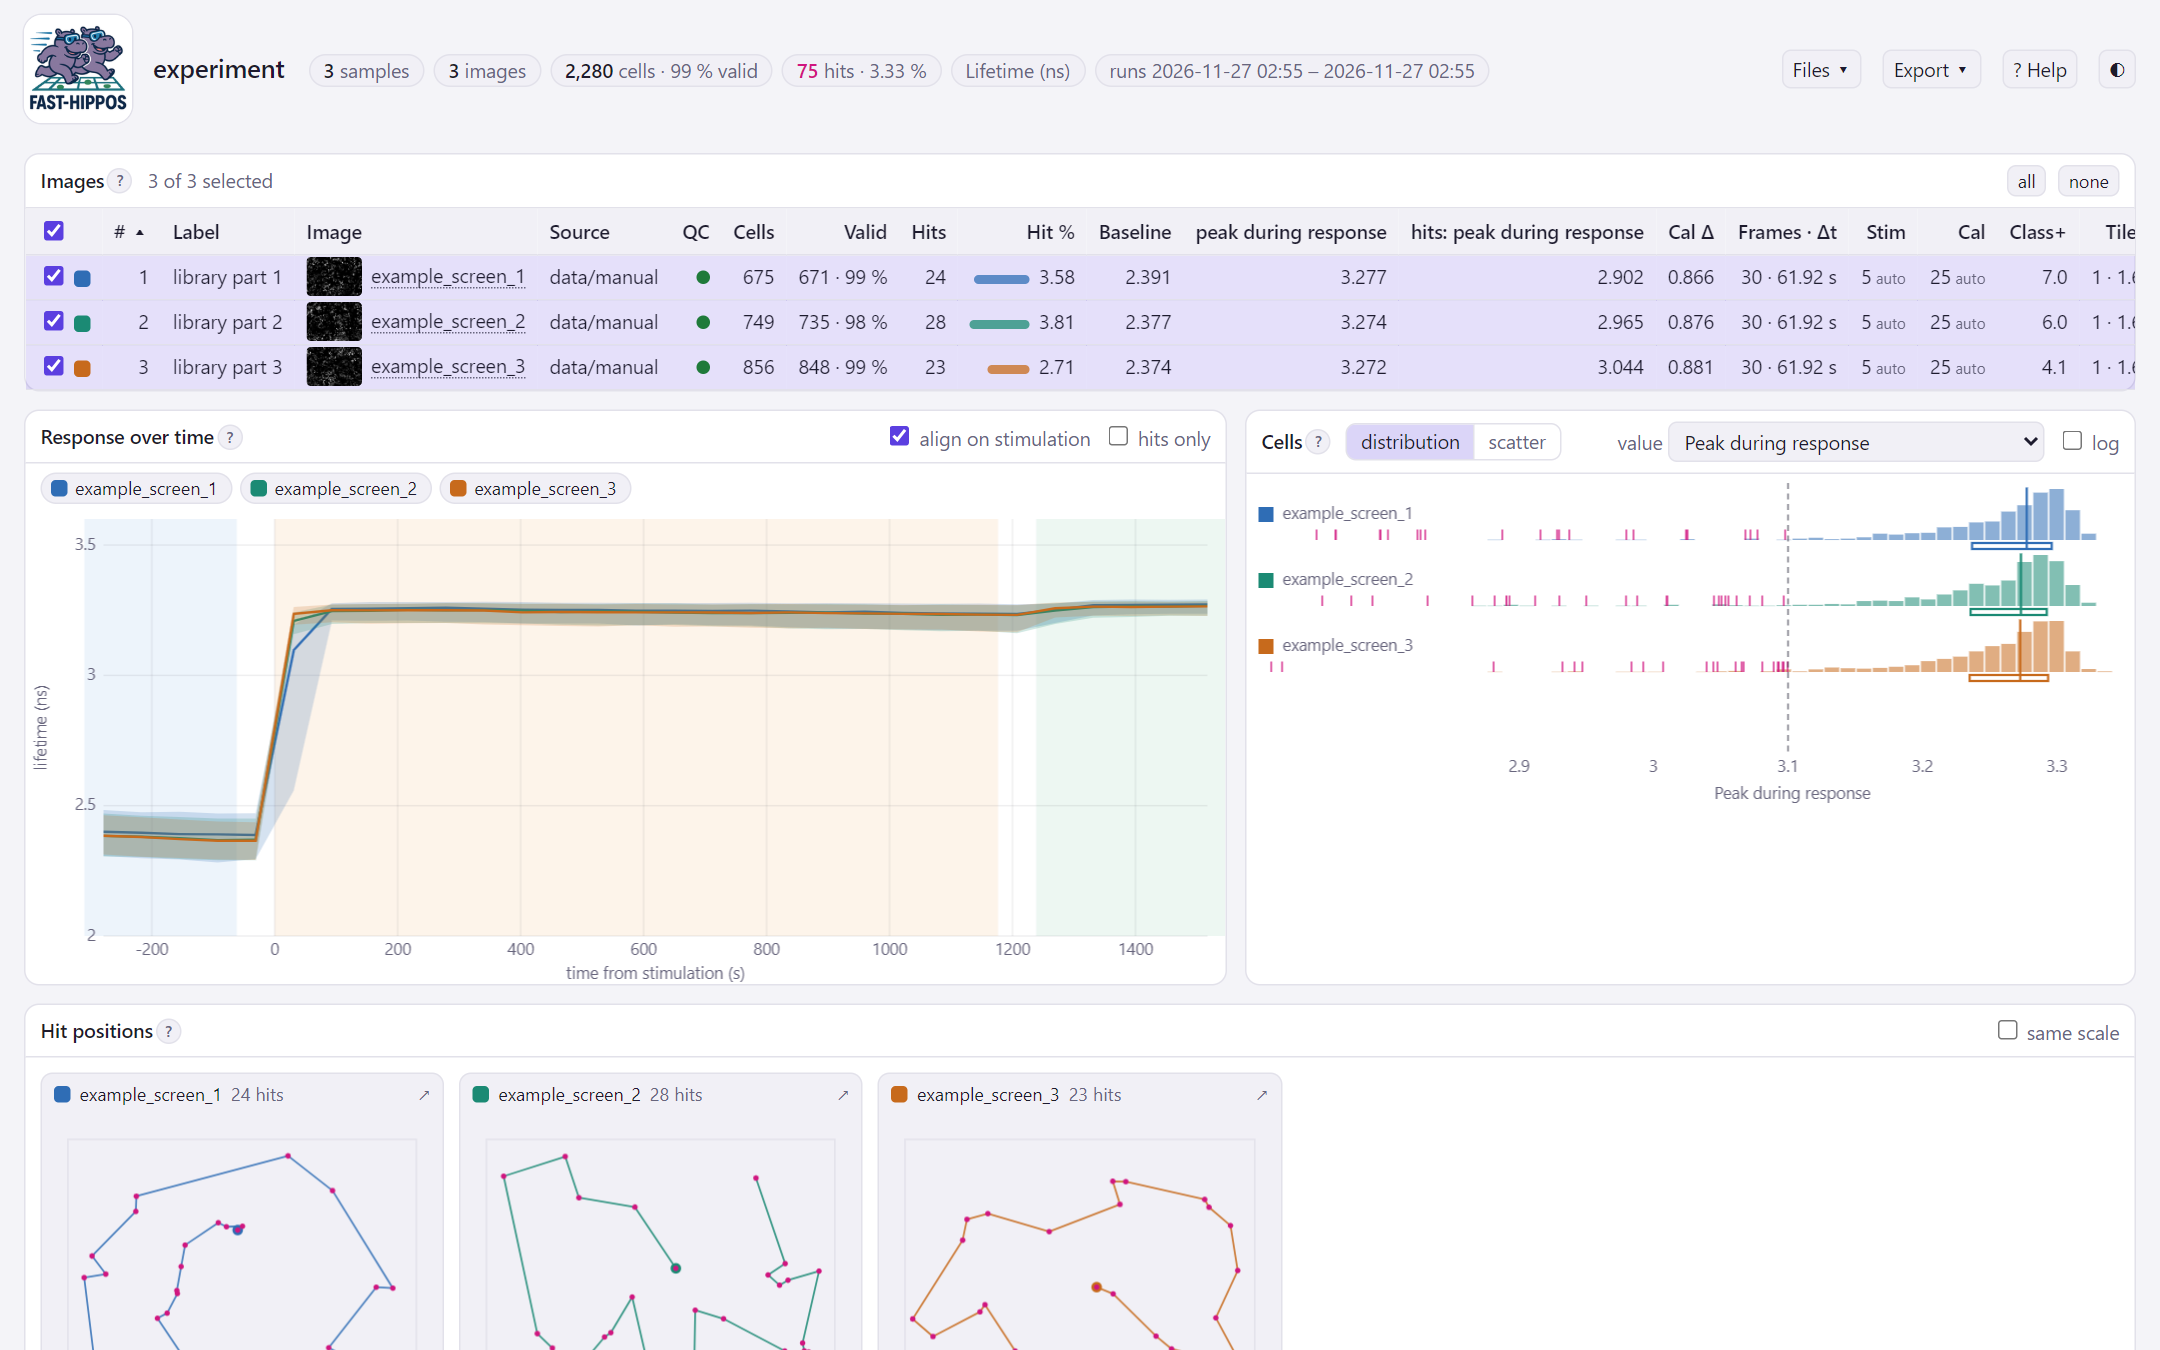 FAST-HIPPOS
experiment
3 samples
3 images
2,280 cells · 99 % valid
75 hits · 3.33 %
Lifetime (ns)
runs 2026-11-27 02:55 – 2026-11-27 02:55
Files ▾
Export ▾
? Help
Images ? 3 of 3 selected
all
none
# ▴ Label Image Source QC Cells Valid Hits Hit % Baseline peak during response hits: peak during response Cal Δ Frames · Δt Stim Cal Class+ Tile
1 library part 1 example_screen_1 data/manual 675 671 · 99 % 24 3.58 2.391 3.277 2.902 0.866 30 · 61.92 s 5 auto 25 auto 7.0 1 · 1.6
2 library part 2 example_screen_2 data/manual 749 735 · 98 % 28 3.81 2.377 3.274 2.965 0.876 30 · 61.92 s 5 auto 25 auto 6.0 1 · 1.6
3 library part 3 example_screen_3 data/manual 856 848 · 99 % 23 2.71 2.374 3.272 3.044 0.881 30 · 61.92 s 5 auto 25 auto 4.1 1 · 1.6
Response over time ?
align on stimulation
hits only
example_screen_1
example_screen_2
example_screen_3
3.5
3
2.5
2
lifetime (ns)
-200 0 200 400 600 800 1000 1200 1400
time from stimulation (s)
Cells ?
distribution
scatter
value
Peak during response
log
example_screen_1
example_screen_2
example_screen_3
2.9 3 3.1 3.2 3.3
Peak during response
Hit positions ?
same scale
example_screen_1 24 hits ↗
example_screen_2 28 hits ↗
example_screen_3 23 hits ↗